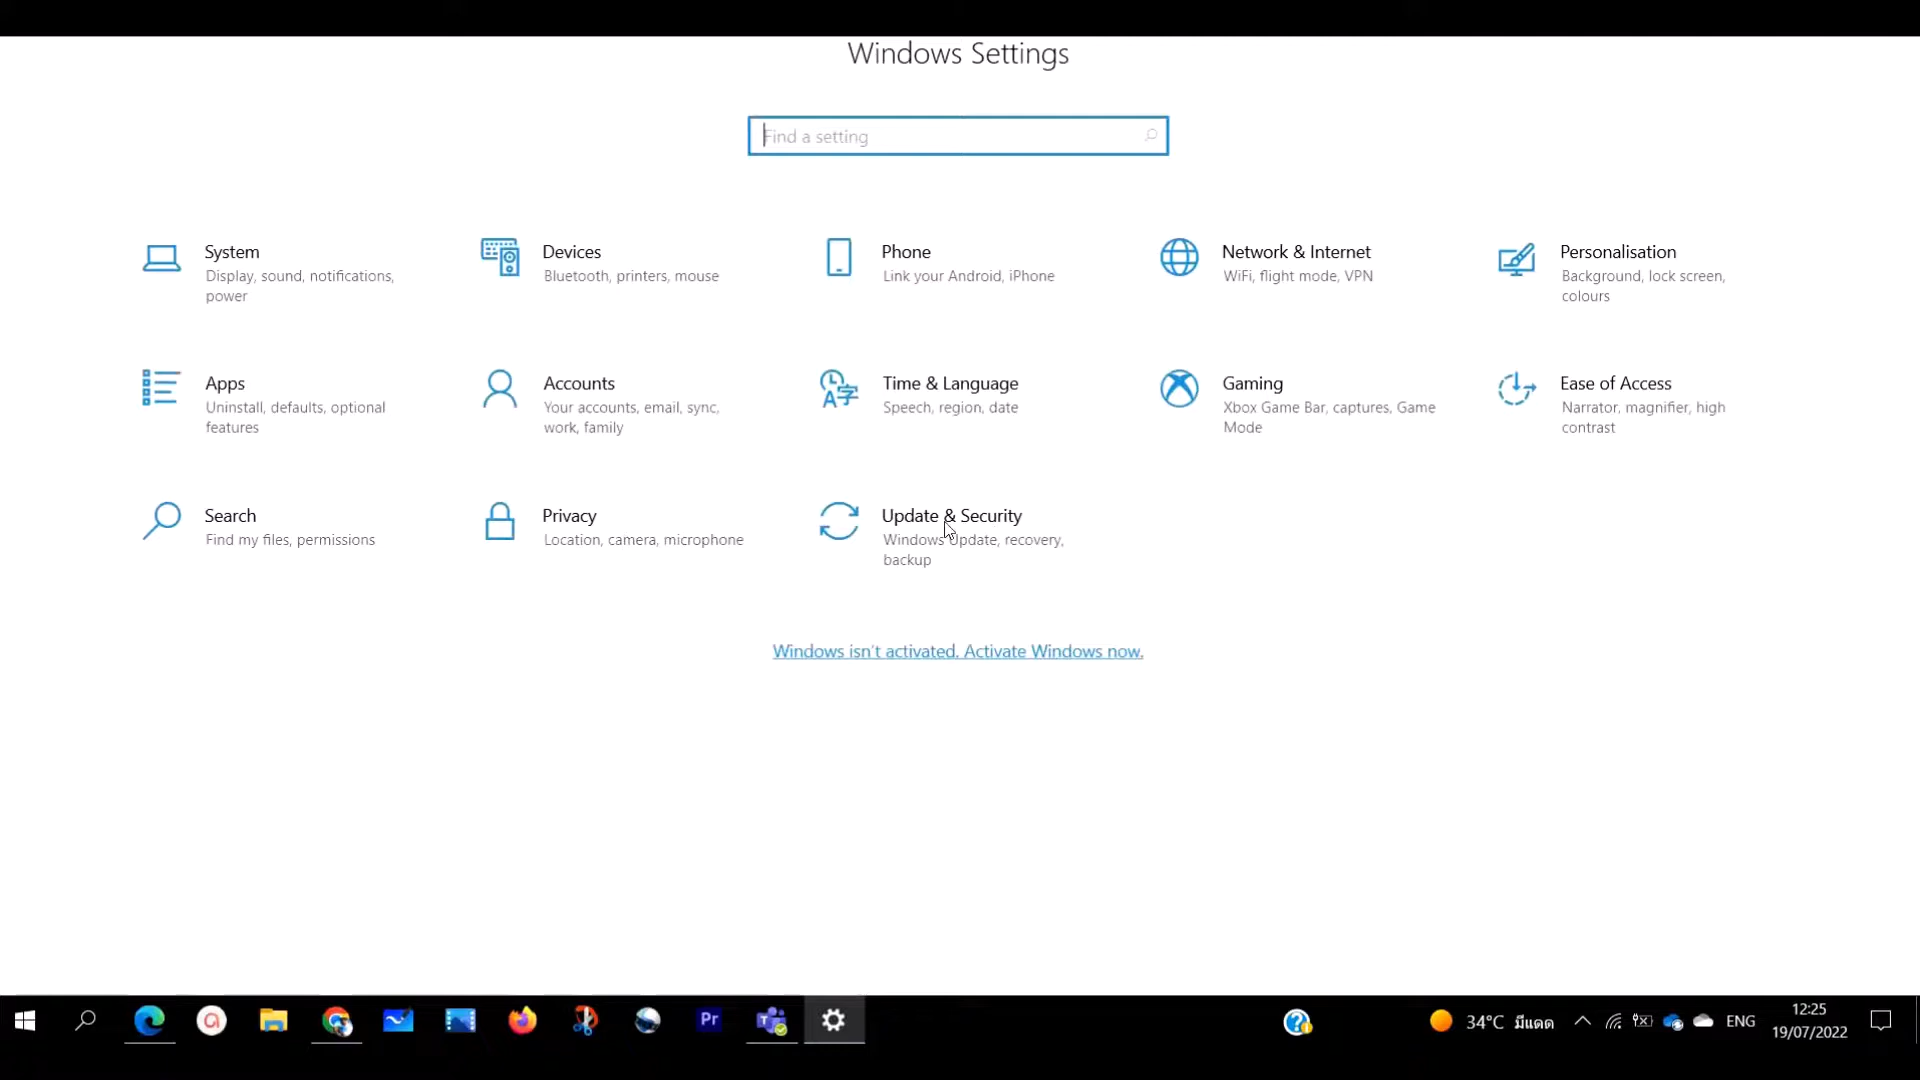 Windows Settings
Find a setting
System
Display, sound, notifications,
power
Devices
Bluetooth, printers, mouse
Phone
Link your Android, iPhone
Network & Internet
WiFi, flight mode, VPN
Personalisation
Background, lock screen,
colours
Apps
Uninstall, defaults, optional
features
Accounts
Your accounts, email, sync,
work, family
Time & Language
Speech, region, date
Gaming
Xbox Game Bar, captures, Game
Mode
Ease of Access
Narrator, magnifier, high
contrast
Search
Find my files, permissions
Privacy
Location, camera, microphone
Update & Security
Windows Update, recovery,
backup
Windows isn't activated. Activate Windows now.
Pr
34°C มีแดด
ENG
12:25
19/07/2022